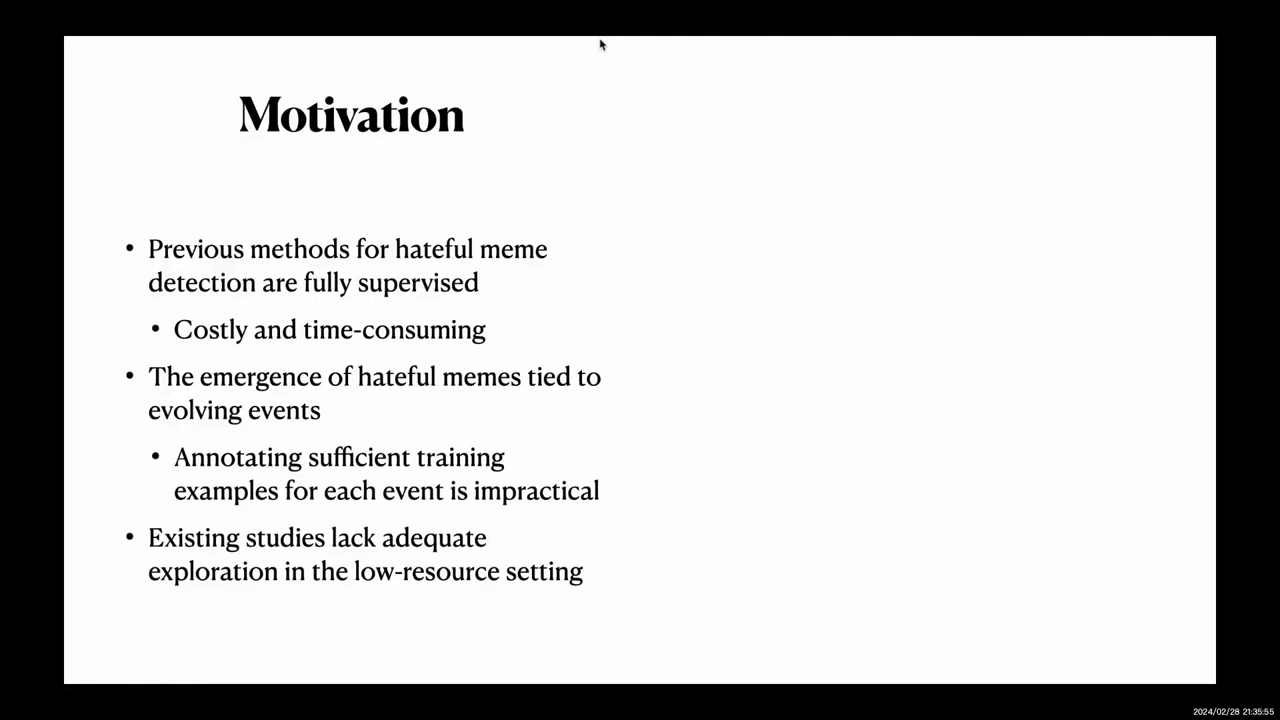 Motivation
• Previous methods for hateful meme
detection are fully supervised
• Costly and time-consuming
• The emergence of hateful memes tied to
evolving events
• Annotating sufficient training
examples for each event is impractical
• Existing studies lack adequate
exploration in the low-resource setting
2024/02/28 21:35:55